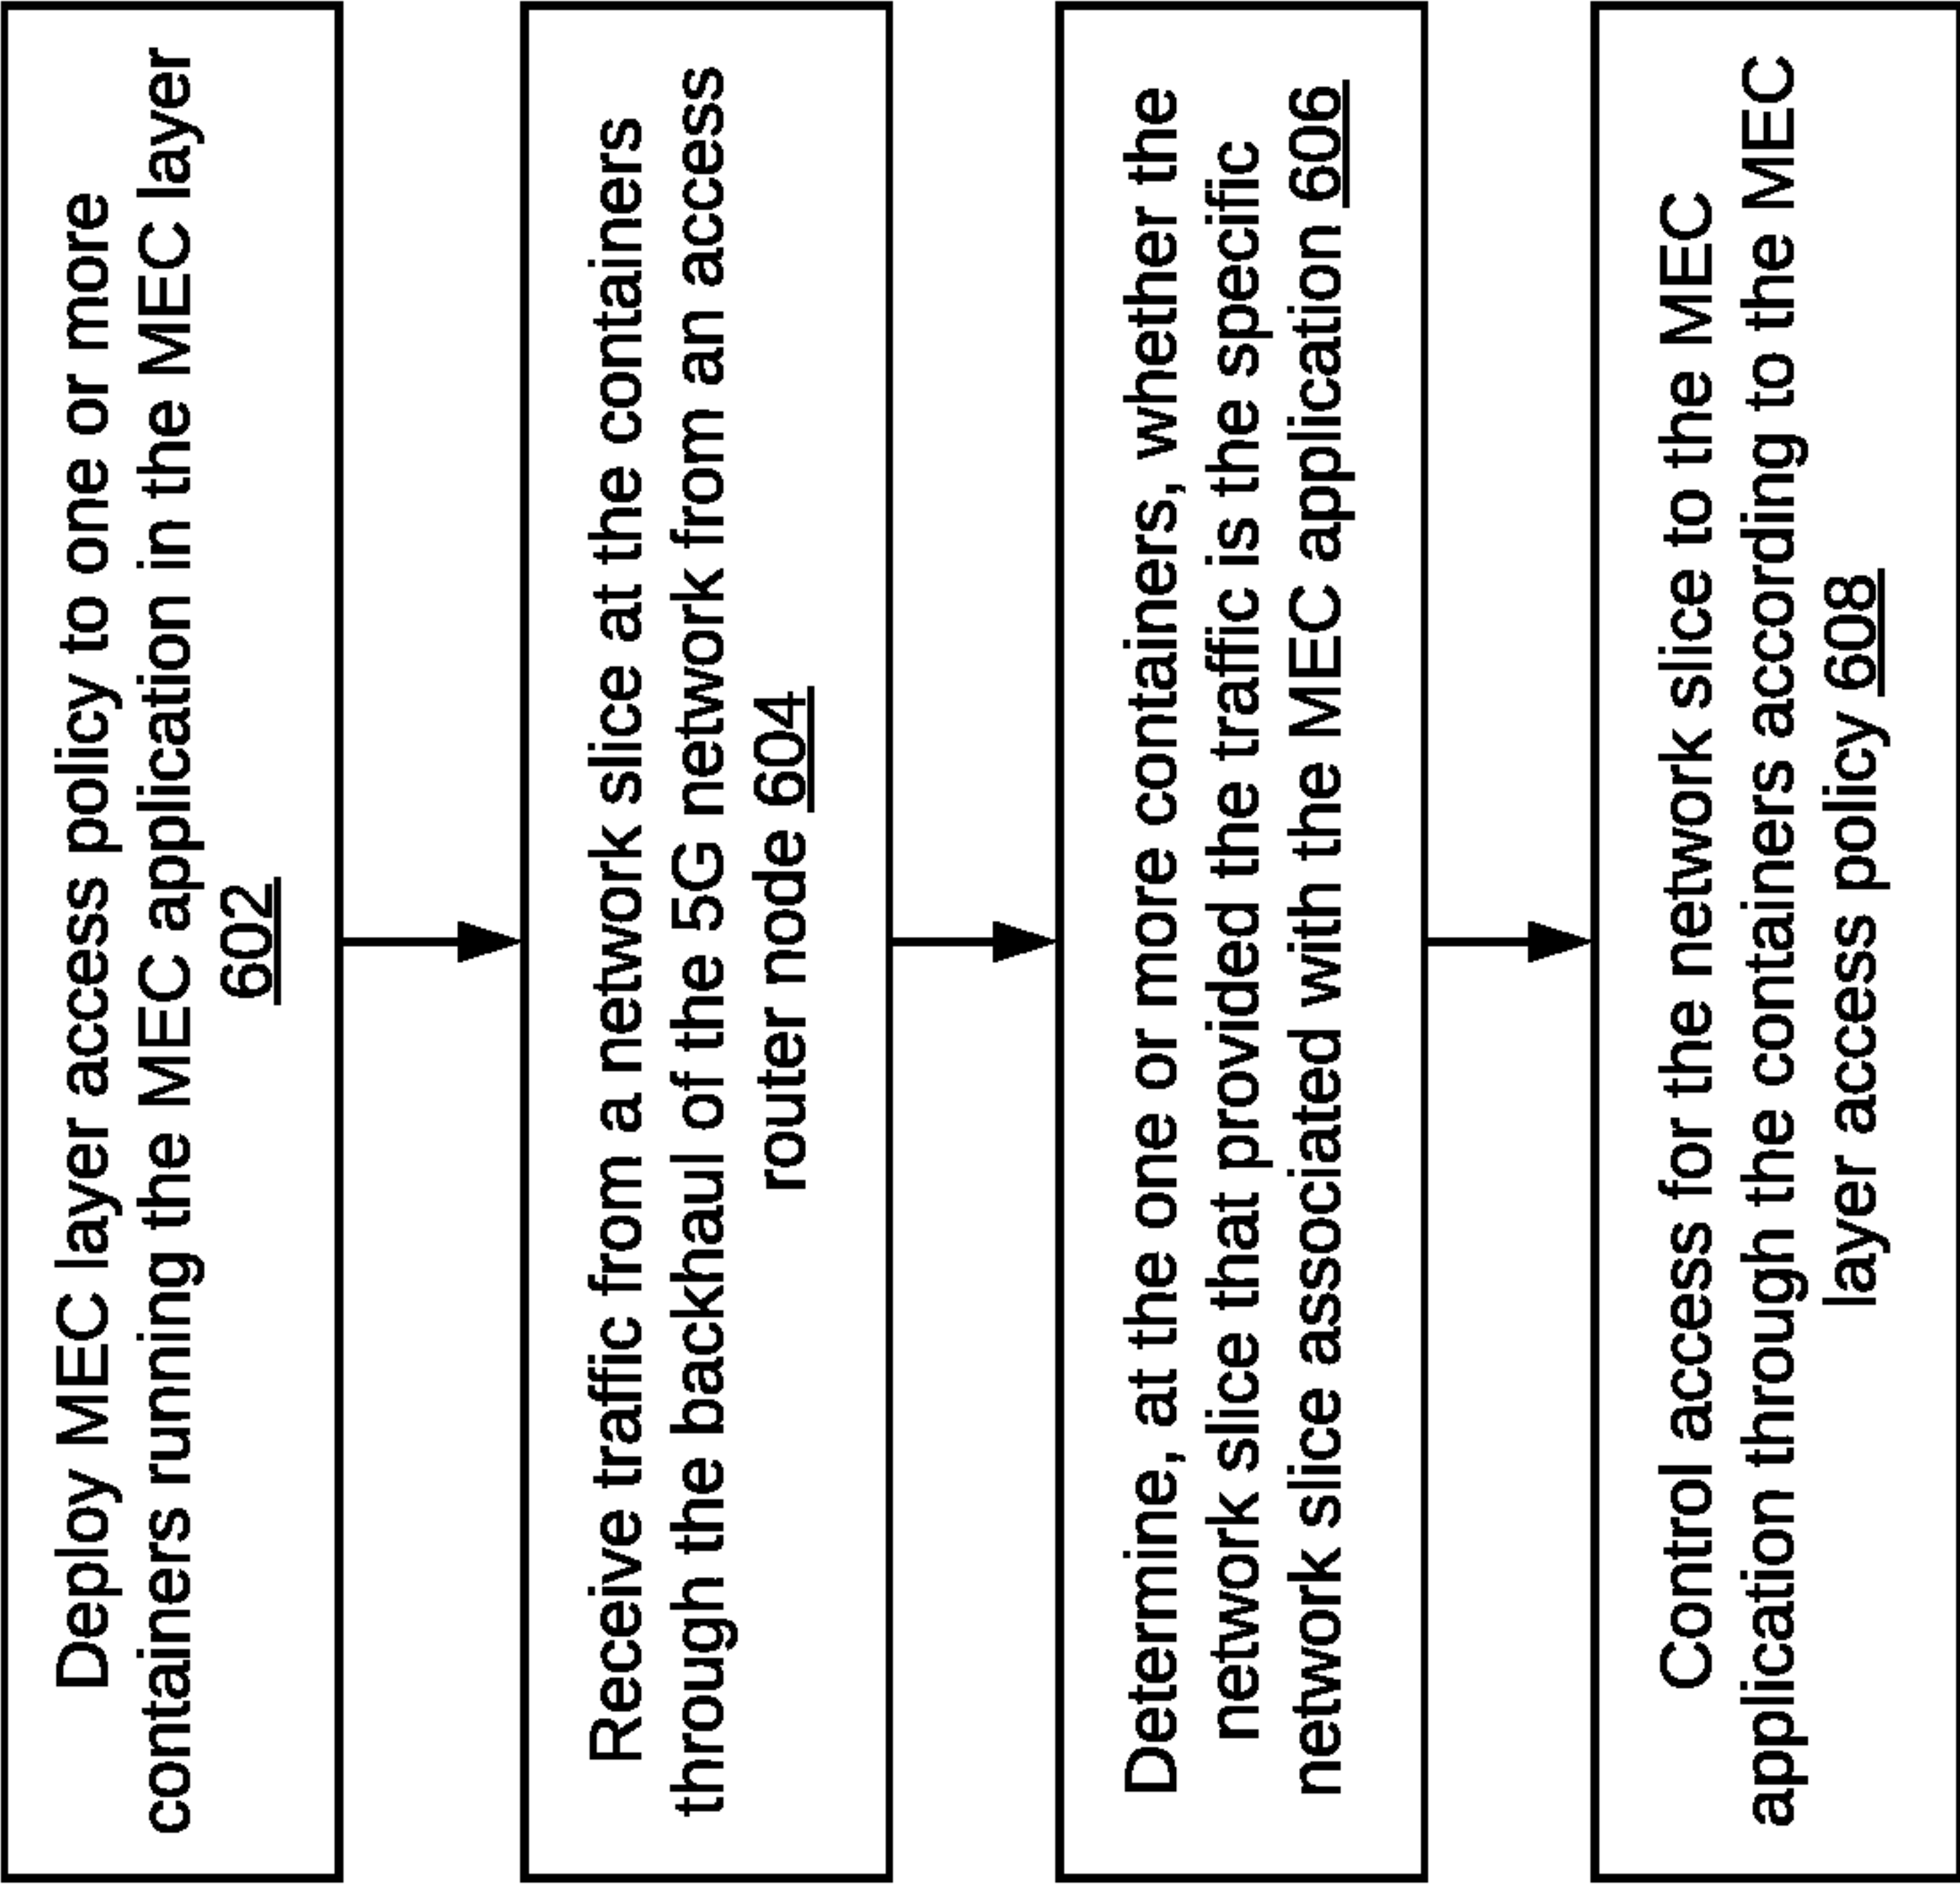 Deploy MEC layer access policy to one or more
containers running the MEC application in the MEC layer
602
Receive traffic from a network slice at the containers
through the backhaul of the 5G network from an access
router node 604
Determine, at the one or more containers, whether the
network slice that provided the traffic is the specific
network slice associated with the MEC application 606
Control access for the network slice to the MEC
application through the containers according to the MEC
layer access policy 608